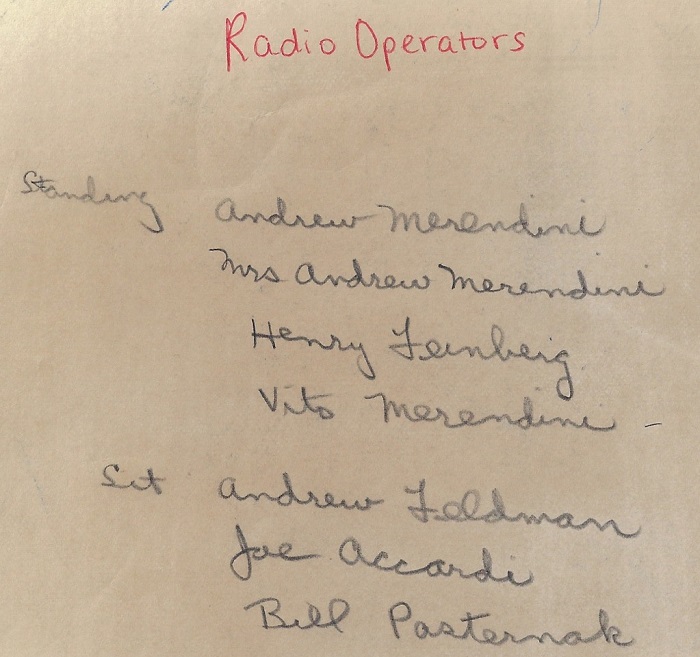 Radio Operators
Standing Andrew Merendini
Mrs Andrew Merendini
Henry Feinberg
Vito Merendini -
Sit Andrew Feldman
Joe Accardi
Bill Pasternak